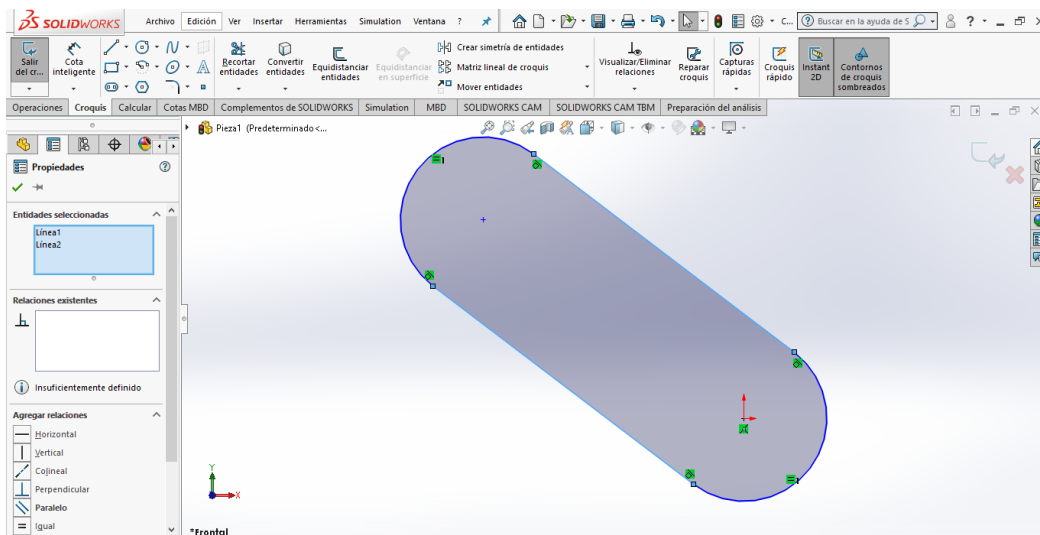 SOLIDWORKS Archivo Edición Ver Insertar Herramientas Simulation Ventana ? C... Buscar en la ayuda de S
Salir del cr...
Cota inteligente
Recortar entidades
Convertir entidades
Equidistanciar entidades
Equidistanciar en superficie
Crear simetría de entidades
Matriz lineal de croquis
Mover entidades
Visualizar/Eliminar relaciones
Reparar croquis
Capturas rápidas
Croquis rápido
Instant 2D
Contornos de croquis sombreados
Operaciones Croquis Calcular Cotas MBD Complementos de SOLIDWORKS Simulation MBD SOLIDWORKS CAM SOLIDWORKS CAM TBM Preparación del análisis
Pieza1 (Predeterminado<...
Propiedades
Entidades seleccionadas
Línea1
Línea2
Relaciones existentes
Insuficientemente definido
Agregar relaciones
Horizontal
Vertical
Colineal
Perpendicular
Paralelo
Igual
Y
X
*Frontal